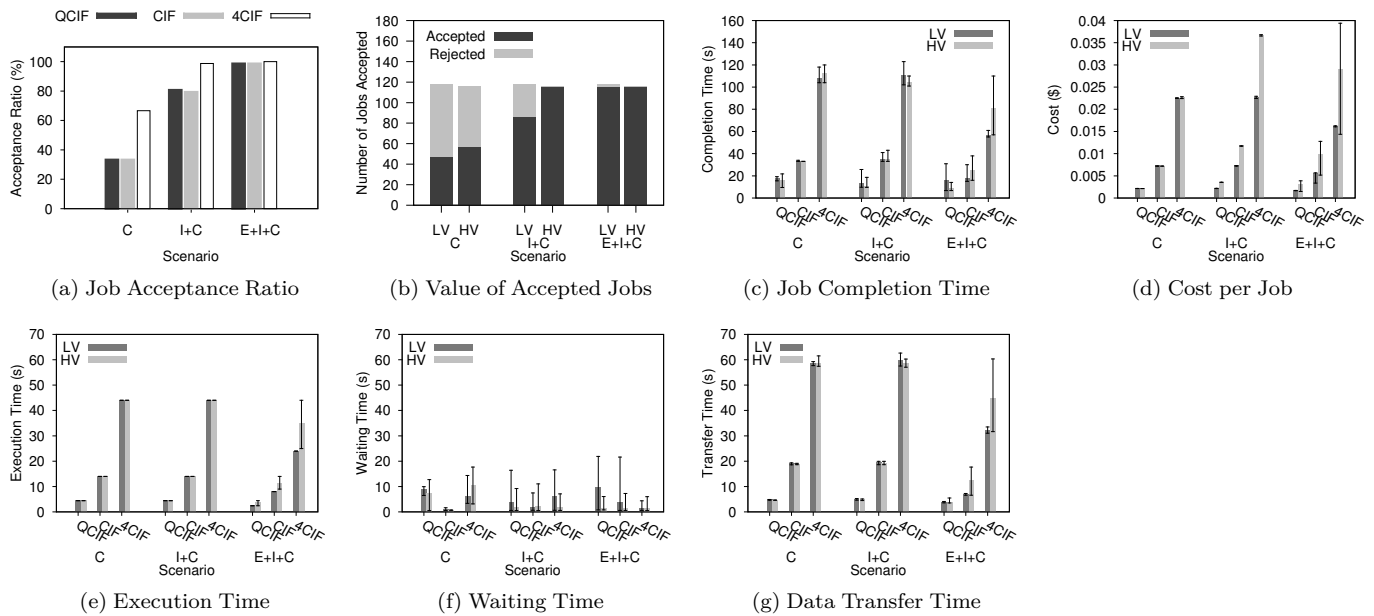 QCIF CIF 4CIF
Acceptance Ratio (%)
100
80
60
40
20
0
C I+C E+I+C
Scenario
(a) Job Acceptance Ratio
Number of Jobs Accepted
180
160
140
120
100
80
60
40
20
0
Accepted
Rejected
LV HV LV HV LV HV
C I+C E+I+C
Scenario
(b) Value of Accepted Jobs
Completion Time (s)
160
140
120
100
80
60
40
20
0
LV
HV
QCIF CIF 4CIF QCIF CIF 4CIF QCIF CIF 4CIF
C I+C E+I+C
Scenario
(c) Job Completion Time
Cost ($)
0.04
0.035
0.03
0.025
0.02
0.015
0.01
0.005
0
LV
HV
QCIF CIF 4CIF QCIF CIF 4CIF QCIF CIF 4CIF
C I+C E+I+C
Scenario
(d) Cost per Job
Execution Time (s)
70
60
50
40
30
20
10
0
LV
HV
QCIF CIF 4CIF QCIF CIF 4CIF QCIF CIF 4CIF
C I+C E+I+C
Scenario
(e) Execution Time
Waiting Time (s)
70
60
50
40
30
20
10
0
LV
HV
QCIF CIF 4CIF QCIF CIF 4CIF QCIF CIF 4CIF
C I+C E+I+C
Scenario
(f) Waiting Time
Transfer Time (s)
70
60
50
40
30
20
10
0
LV
HV
QCIF CIF 4CIF QCIF CIF 4CIF QCIF CIF 4CIF
C I+C E+I+C
Scenario
(g) Data Transfer Time